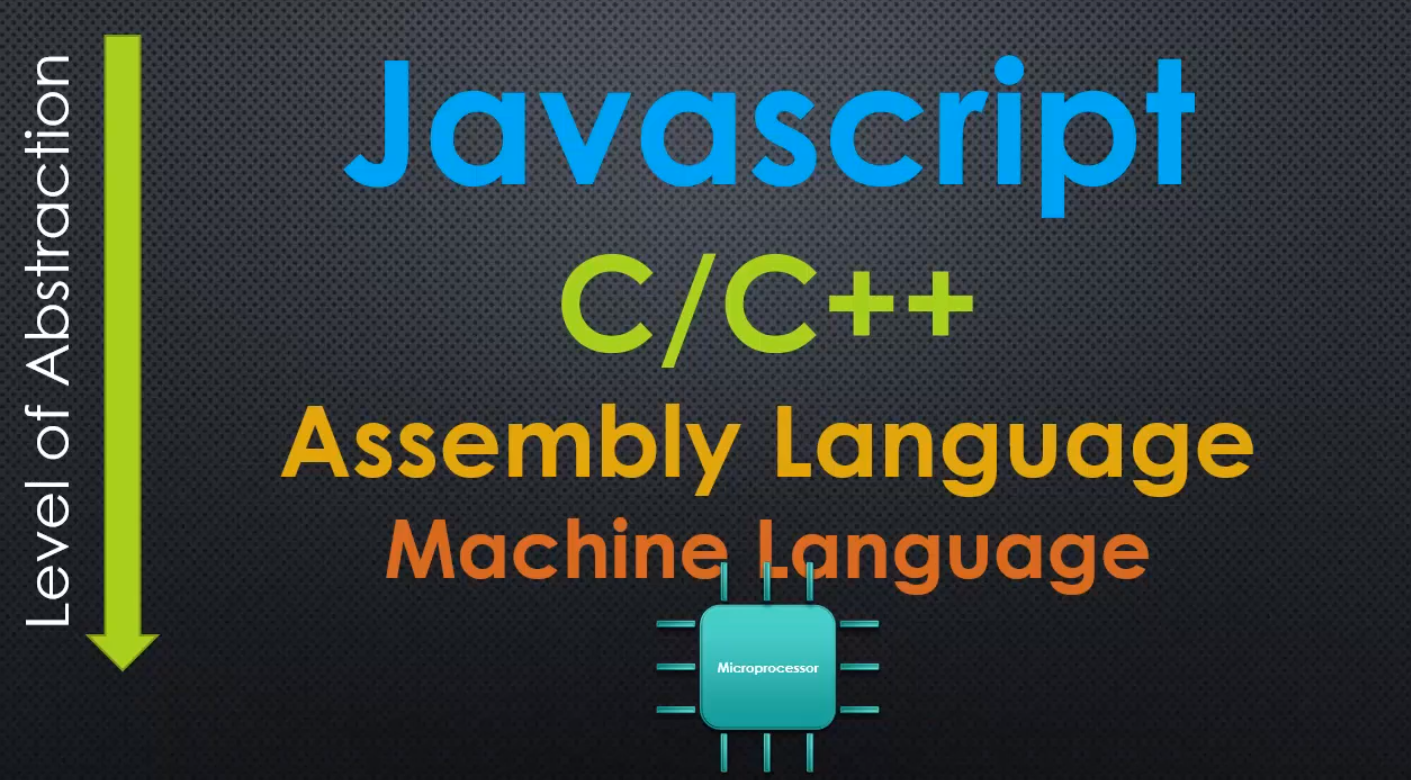 Level of Abstraction
Javascript
C/C++
Assembly Language
Machine Language
Microprocessor